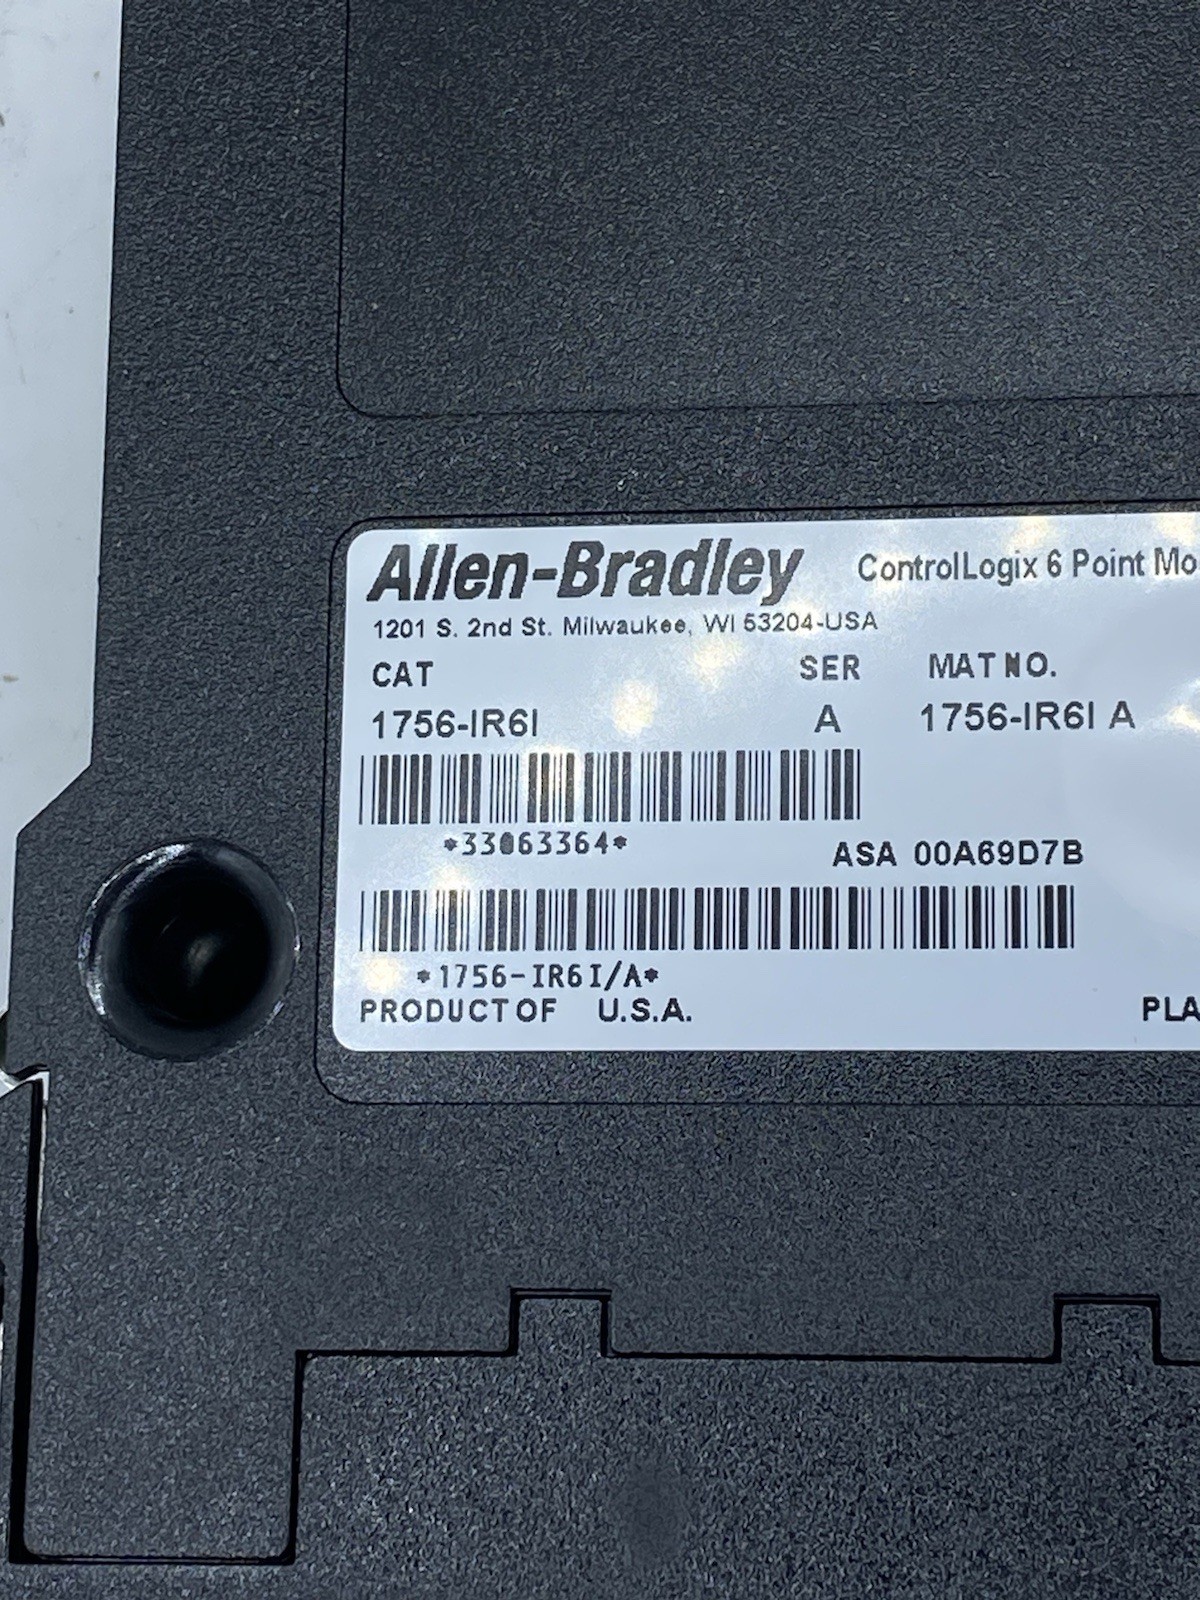 Allen-Bradley ControlLogix 6 Point Mo
1201 S. 2nd St. Milwaukee, WI 53204-USA
CAT SER MAT NO.
1756-IR6I A 1756-IR6I A
*33063364*
ASA 00A69D7B
*1756-IR6I/A*
PRODUCT OF U.S.A. PLA